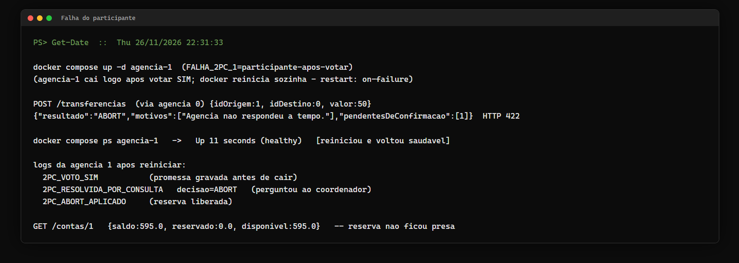 Falha do participante
PS> Get-Date :: Thu 26/11/2026 22:31:33
docker compose up -d agencia-1 (FALHA_2PC_1=participante-apos-votar)
(agencia-1 cai logo apos votar SIM; docker reinicia sozinha - restart: on-failure)
POST /transferencias (via agencia 0) {idOrigem:1, idDestino:0, valor:50}
{"resultado":"ABORT","motivos":["Agencia nao respondeu a tempo."],"pendentesDeConfirmacao":[1]} HTTP 422
docker compose ps agencia-1 -> Up 11 seconds (healthy) [reiniciou e voltou saudavel]
logs da agencia 1 apos reiniciar:
2PC_VOTO_SIM (promessa gravada antes de cair)
2PC_RESOLVIDA_POR_CONSULTA decisao=ABORT (perguntou ao coordenador)
2PC_ABORT_APLICADO (reserva liberada)
GET /contas/1 {saldo:595.0, reservado:0.0, disponivel:595.0} -- reserva nao ficou presa